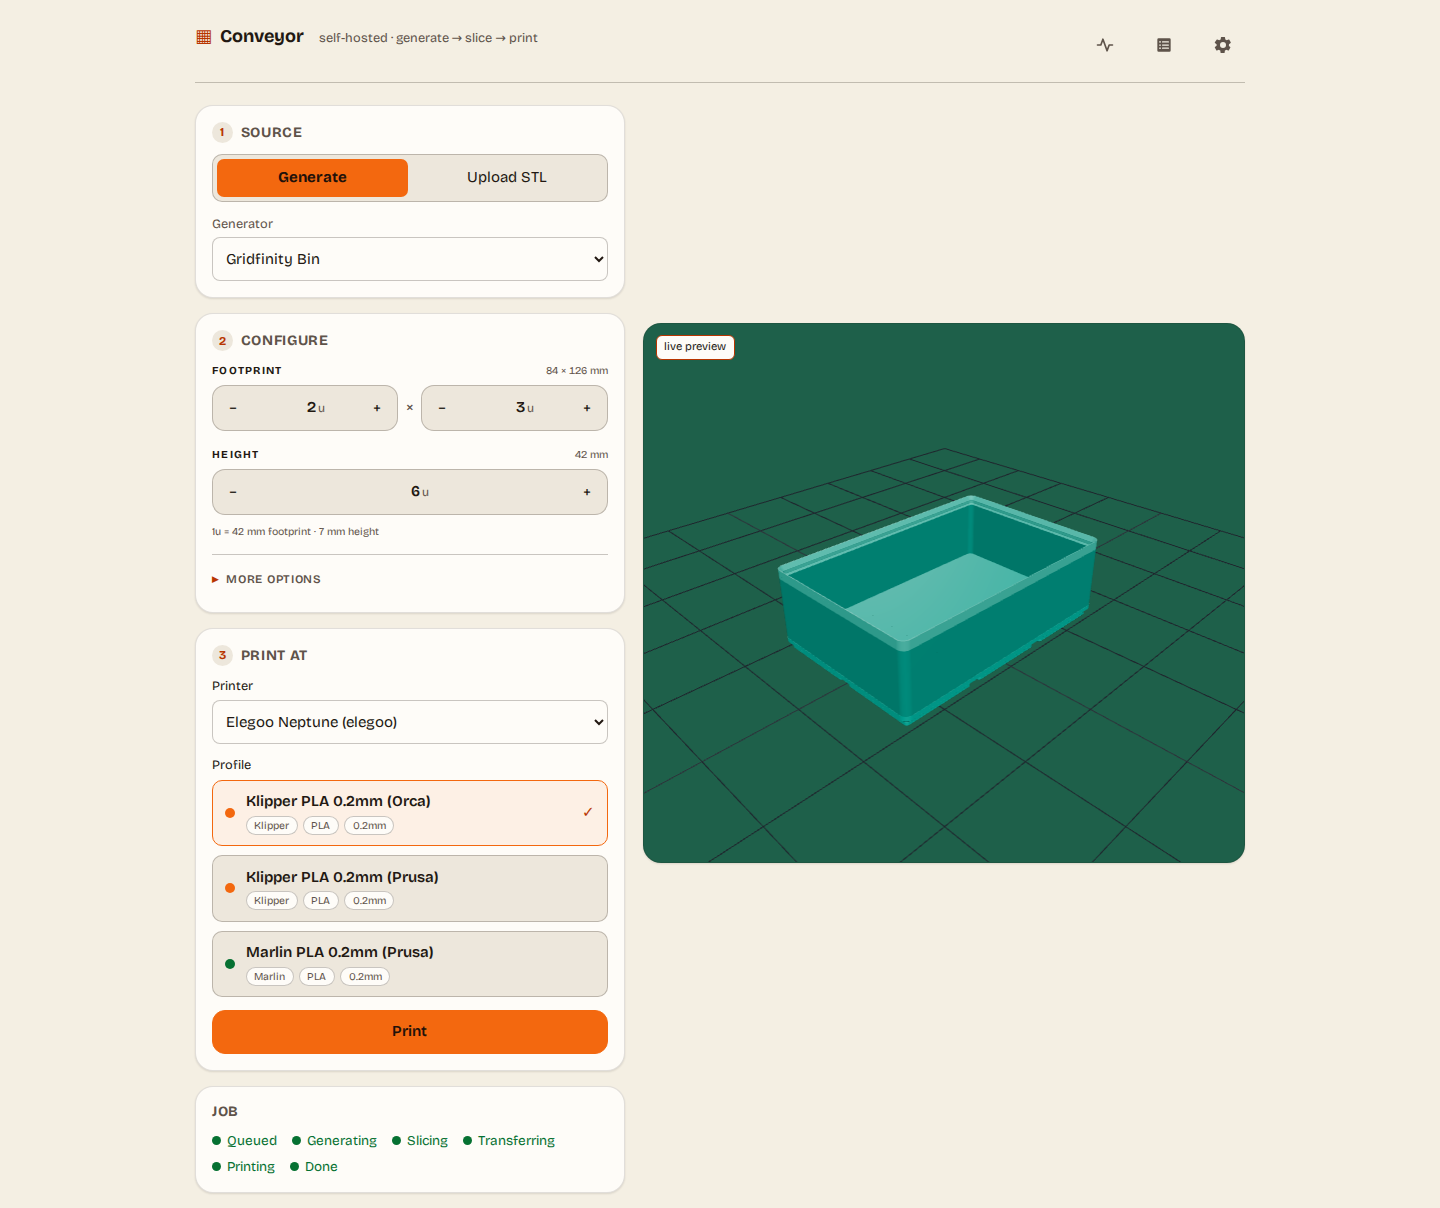 Conveyor self-hosted · generate → slice → print
1 SOURCE
Generate Upload STL
Generator
Gridfinity Bin
2 CONFIGURE
FOOTPRINT 84 × 126 mm
− 2 u + × − 3 u +
HEIGHT 42 mm
− 6 u +
1u = 42 mm footprint · 7 mm height
▸ MORE OPTIONS
live preview
3 PRINT AT
Printer
Elegoo Neptune (elegoo)
Profile
Klipper PLA 0.2mm (Orca) ✓
Klipper PLA 0.2mm
Klipper PLA 0.2mm (Prusa)
Klipper PLA 0.2mm
Marlin PLA 0.2mm (Prusa)
Marlin PLA 0.2mm
Print
JOB
Queued Generating Slicing Transferring
Printing Done